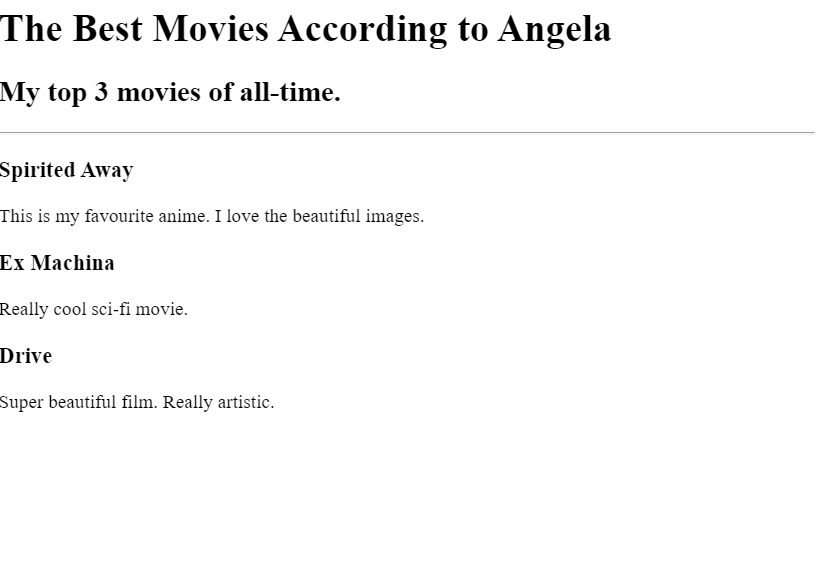 The Best Movies According to Angela
My top 3 movies of all-time.
Spirited Away
This is my favourite anime. I love the beautiful images.
Ex Machina
Really cool sci-fi movie.
Drive
Super beautiful film. Really artistic.